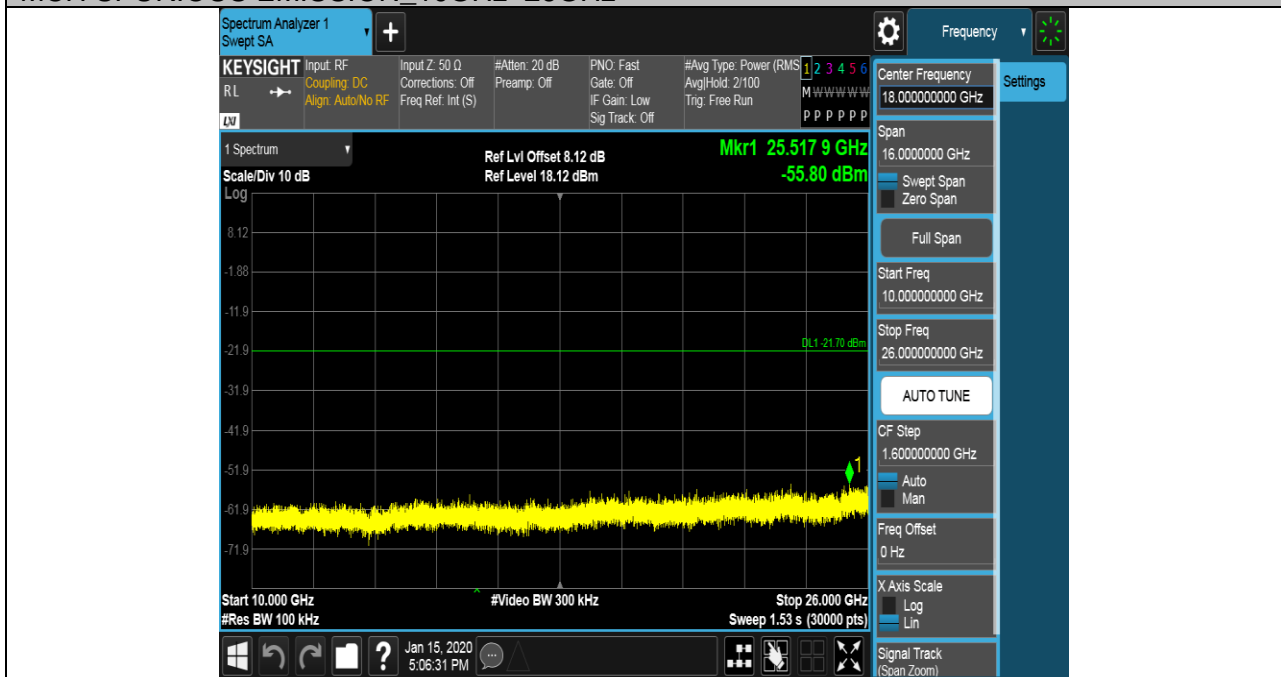 Spectrum Analyzer 1
Swept SA
Frequency
KEYSIGHT
RL
LXI
Input: RF
Coupling: DC
Align: Auto/No RF
Input Z: 50 Ω
Corrections: Off
Freq Ref: Int (S)
#Atten: 20 dB
Preamp: Off
PNO: Fast
Gate: Off
IF Gain: Low
Sig Track: Off
#Avg Type: Power (RMS
Avg|Hold: 2/100
Trig: Free Run
1 2 3 4 5 6
M W W W W W
P P P P P P
Center Frequency
18.000000000 GHz
Settings
Span
16.0000000 GHz
Swept Span
Zero Span
Full Span
Start Freq
10.000000000 GHz
Stop Freq
26.000000000 GHz
AUTO TUNE
CF Step
1.600000000 GHz
Auto
Man
Freq Offset
0 Hz
X Axis Scale
Log
Lin
Signal Track
(Span Zoom)
1 Spectrum
Scale/Div 10 dB
Log
Ref Lvl Offset 8.12 dB
Ref Level 18.12 dBm
Mkr1 25.517 9 GHz
-55.80 dBm
8.12
-1.88
-11.9
-21.9
DL1 -21.70 dBm
-31.9
-41.9
-51.9
1
-61.9
-71.9
Start 10.000 GHz
#Res BW 100 kHz
#Video BW 300 kHz
Stop 26.000 GHz
Sweep 1.53 s (30000 pts)
?
Jan 15, 2020
5:06:31 PM